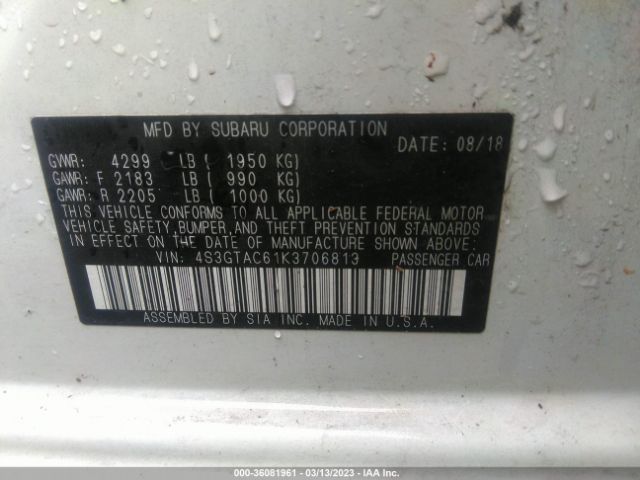 MFD BY SUBARU CORPORATION
DATE: 08/18
GVWR: 4299 LB ( 1950 KG)
GAWR: F 2183 LB ( 990 KG)
GAWR: R 2205 LB ( 1000 KG)
THIS VEHICLE CONFORMS TO ALL APPLICABLE FEDERAL MOTOR
VEHICLE SAFETY, BUMPER, AND THEFT PREVENTION STANDARDS
IN EFFECT ON THE DATE OF MANUFACTURE SHOWN ABOVE.
VIN: 4S3GTAC61K3706813 PASSENGER CAR
ASSEMBLED BY SIA INC. MADE IN U.S.A.
000-36081961 - 03/13/2023 - IAA Inc.